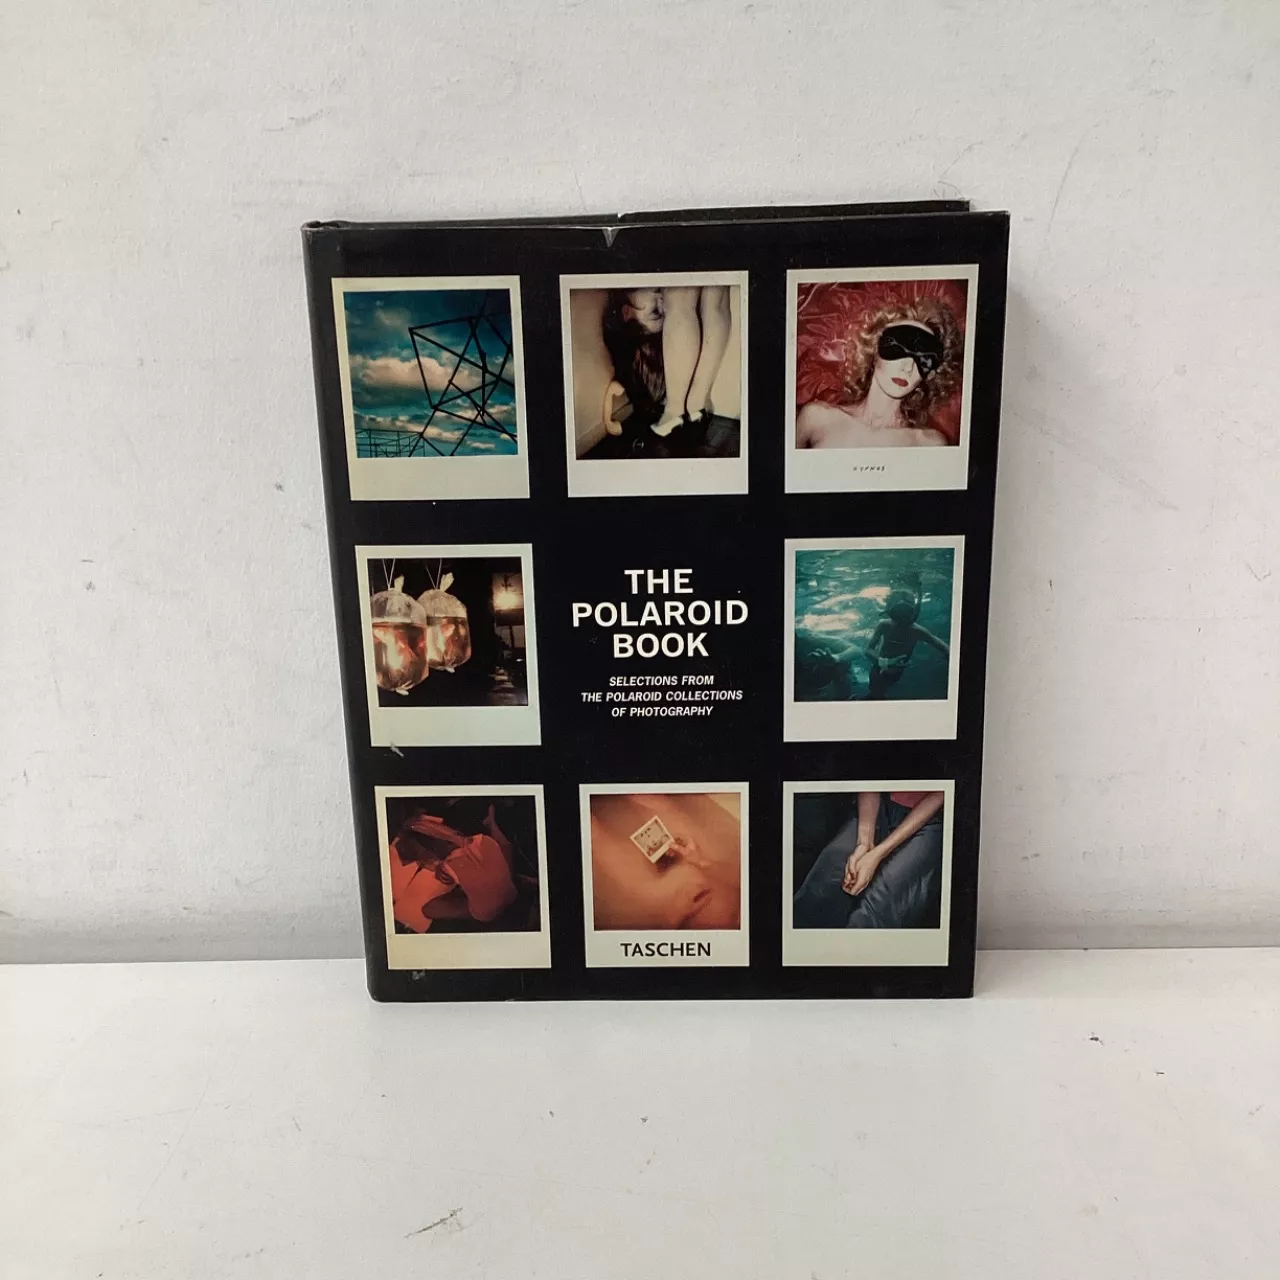 THE
POLAROID
BOOK
SELECTIONS FROM
THE POLAROID COLLECTIONS
OF PHOTOGRAPHY
TASCHEN